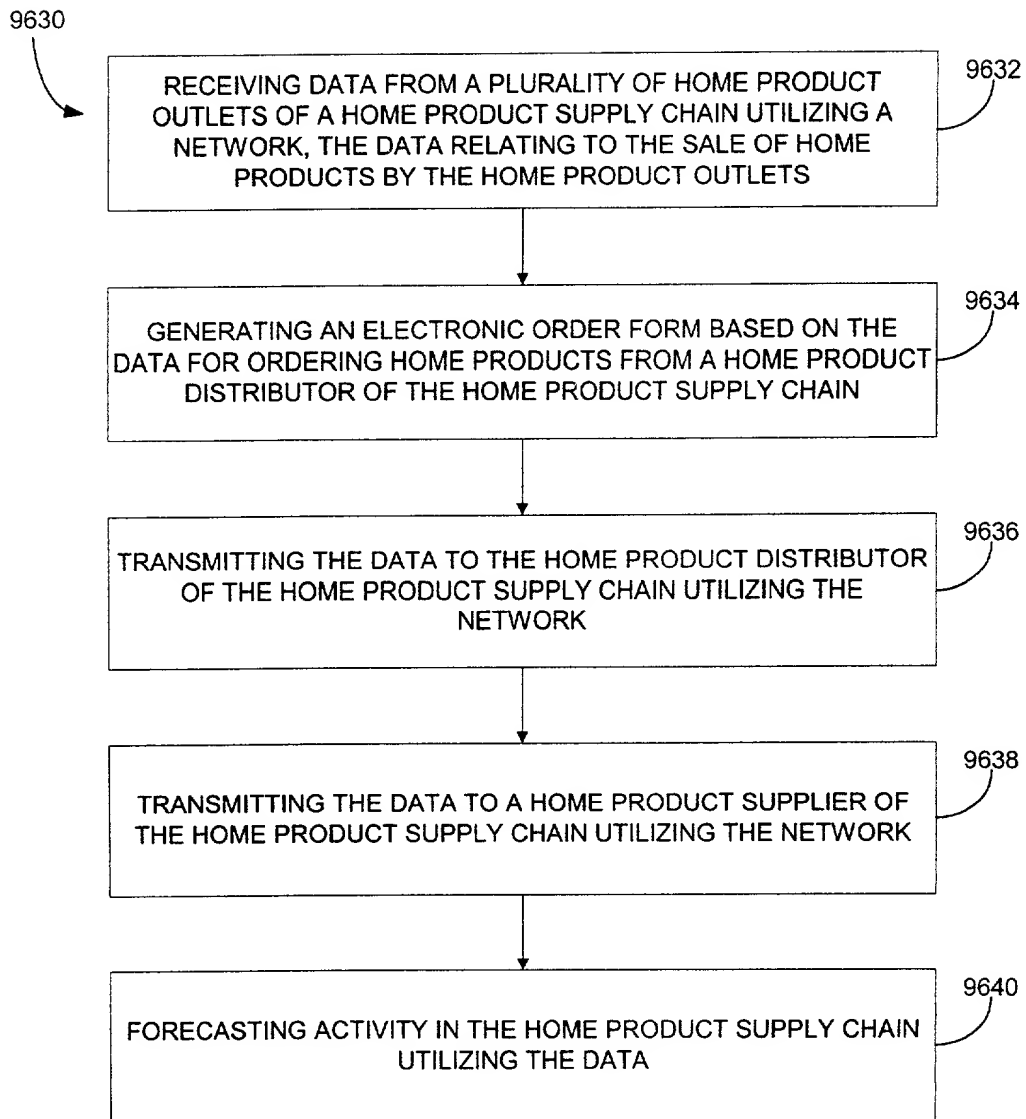 9630
9632
RECEIVING DATA FROM A PLURALITY OF HOME PRODUCT
OUTLETS OF A HOME PRODUCT SUPPLY CHAIN UTILIZING A
NETWORK, THE DATA RELATING TO THE SALE OF HOME
PRODUCTS BY THE HOME PRODUCT OUTLETS
9634
GENERATING AN ELECTRONIC ORDER FORM BASED ON THE
DATA FOR ORDERING HOME PRODUCTS FROM A HOME PRODUCT
DISTRIBUTOR OF THE HOME PRODUCT SUPPLY CHAIN
9636
TRANSMITTING THE DATA TO THE HOME PRODUCT DISTRIBUTOR
OF THE HOME PRODUCT SUPPLY CHAIN UTILIZING THE
NETWORK
9638
TRANSMITTING THE DATA TO A HOME PRODUCT SUPPLIER OF
THE HOME PRODUCT SUPPLY CHAIN UTILIZING THE NETWORK
9640
FORECASTING ACTIVITY IN THE HOME PRODUCT SUPPLY CHAIN
UTILIZING THE DATA